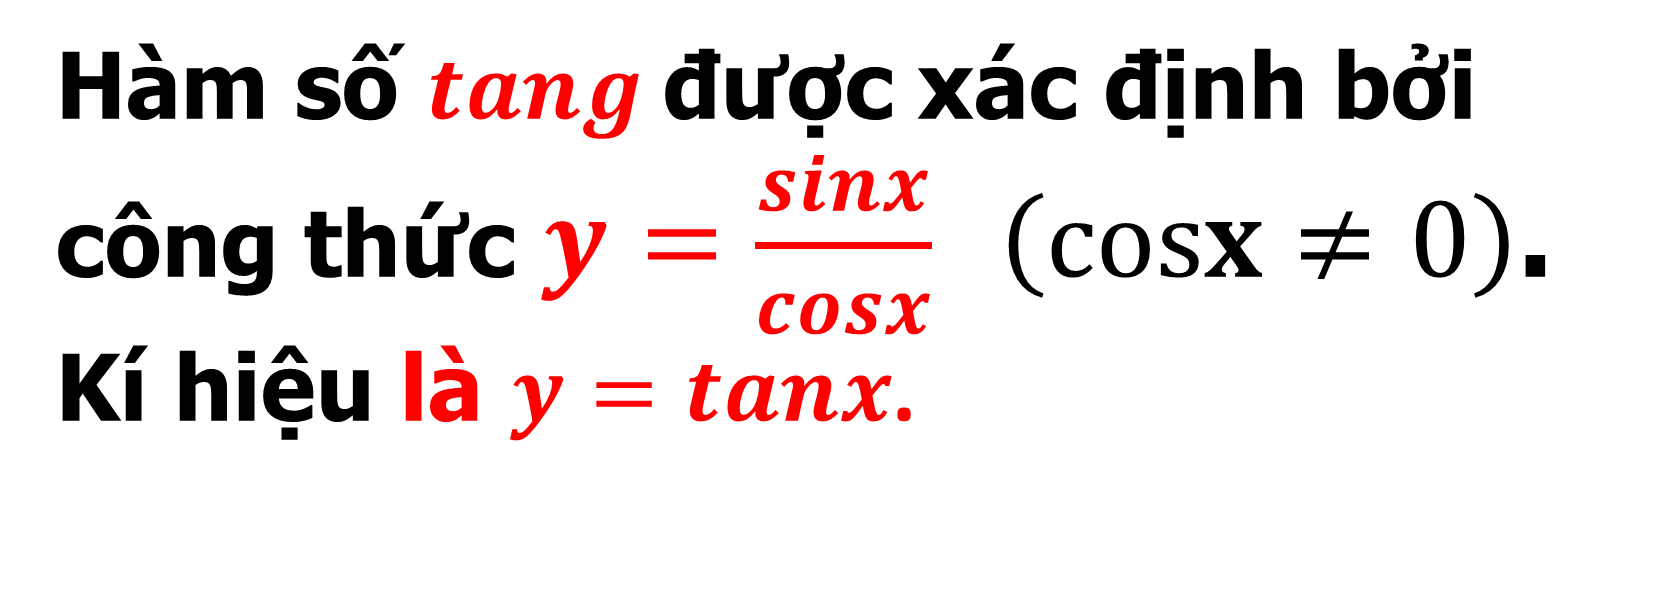 Hàm số tang được xác định bởi
công thức y = sinx/cosx (cosx ≠ 0).
Kí hiệu là y = tanx.